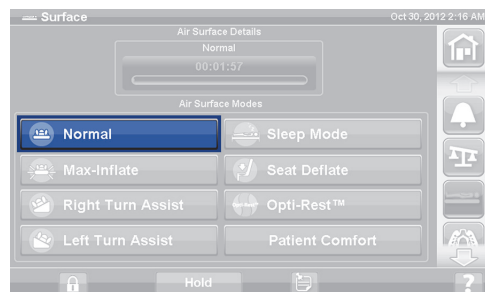 Surface
Oct 30, 2012 2:16 AM
Air Surface Details
Normal
00:01:57
Air Surface Modes
Normal
Sleep Mode
Max-Inflate
Seat Deflate
Right Turn Assist
Opti-Rest™
Left Turn Assist
Patient Comfort
Hold
?